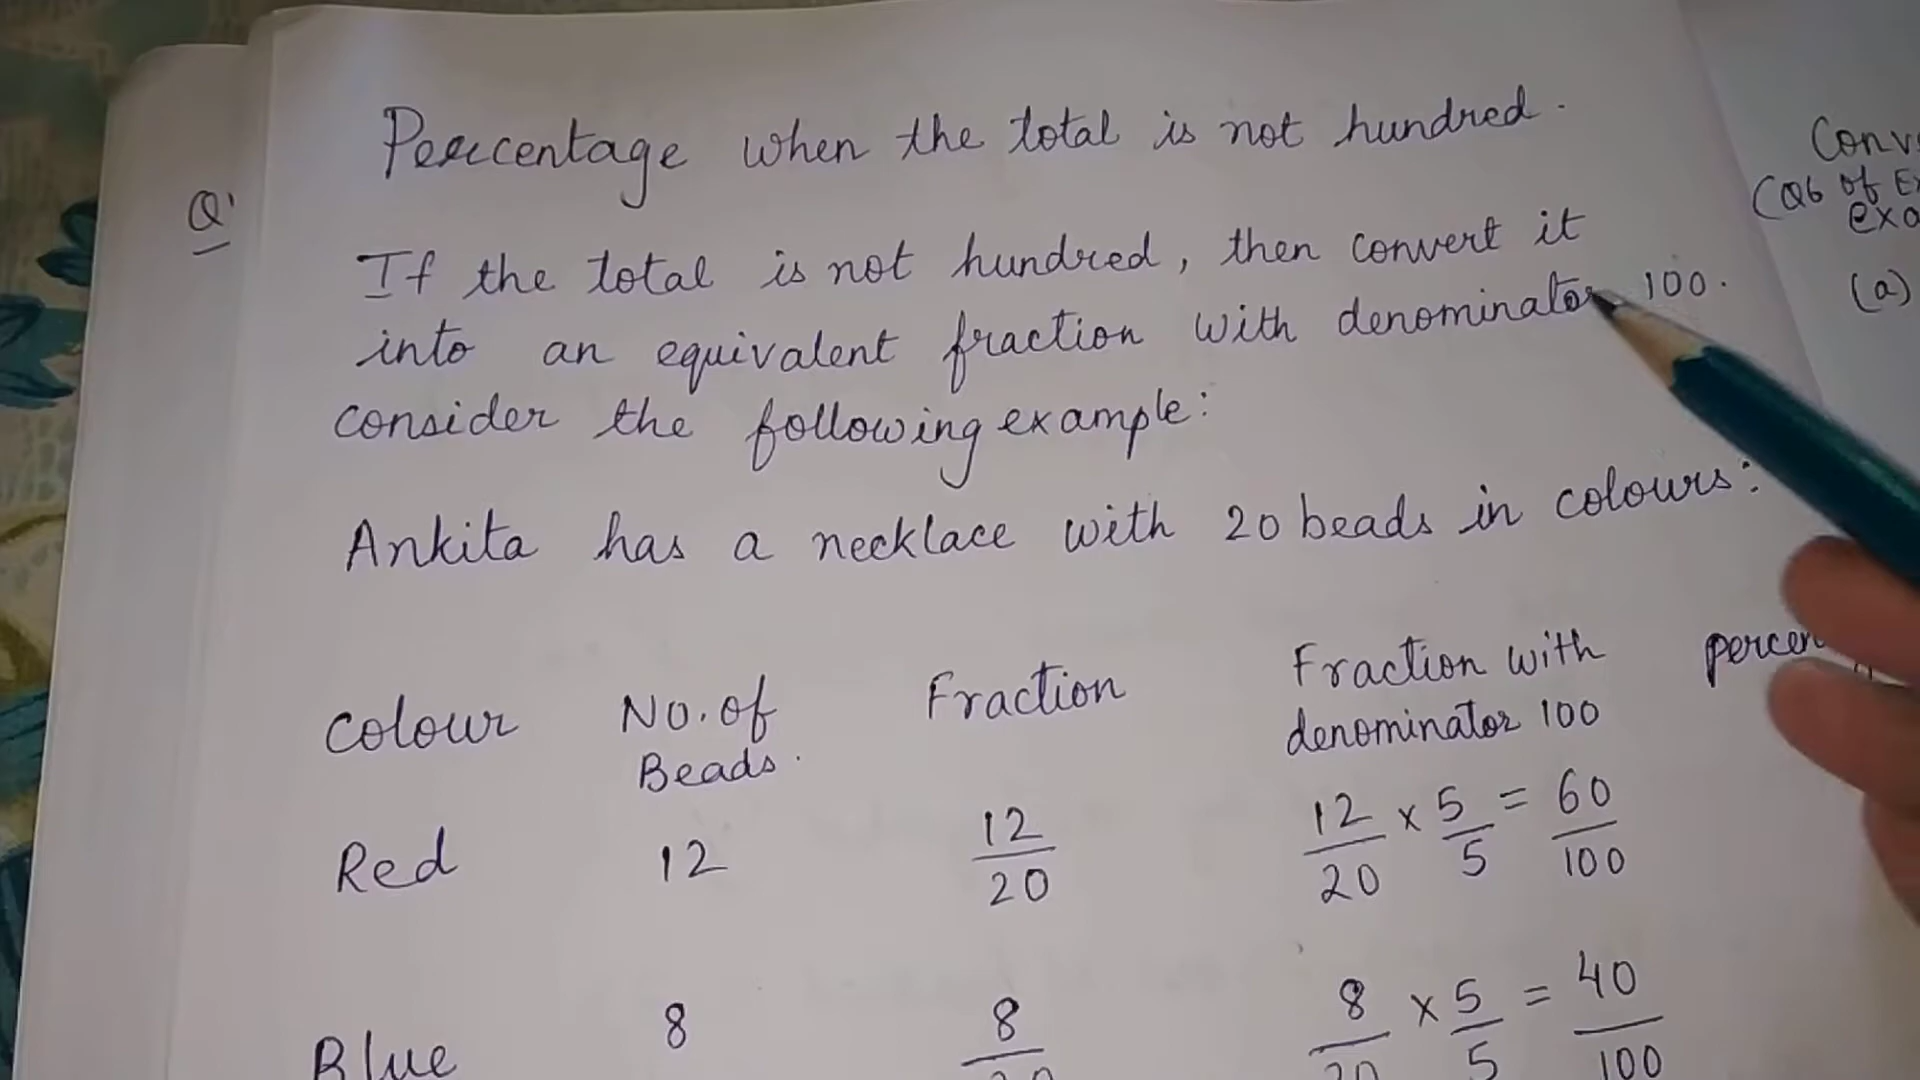 Percentage when the total is not hundred.
Q'
If the total is not hundred, then convert it
into an equivalent fraction with denominator 100.
consider the following example:
Ankita has a necklace with 20 beads in colours:
Colour No. of Beads. Fraction Fraction with denominator 100
Red 12 12/20 12/20 × 5/5 = 60/100
Blue 8 8/20 8/20 × 5/5 = 40/100
(Q6 of
(a)